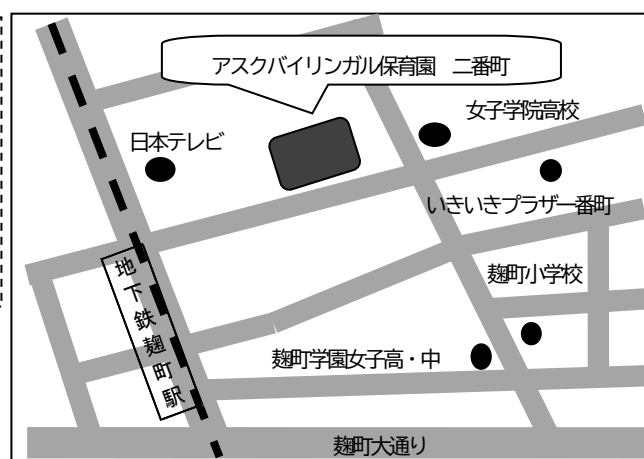 アスクバイリンガル保育園　二番町
女子学院高校
日本テレビ
いきいきプラザ一番町
地下鉄麹町駅
麹町小学校
麹町学園女子高・中
麹町大通り